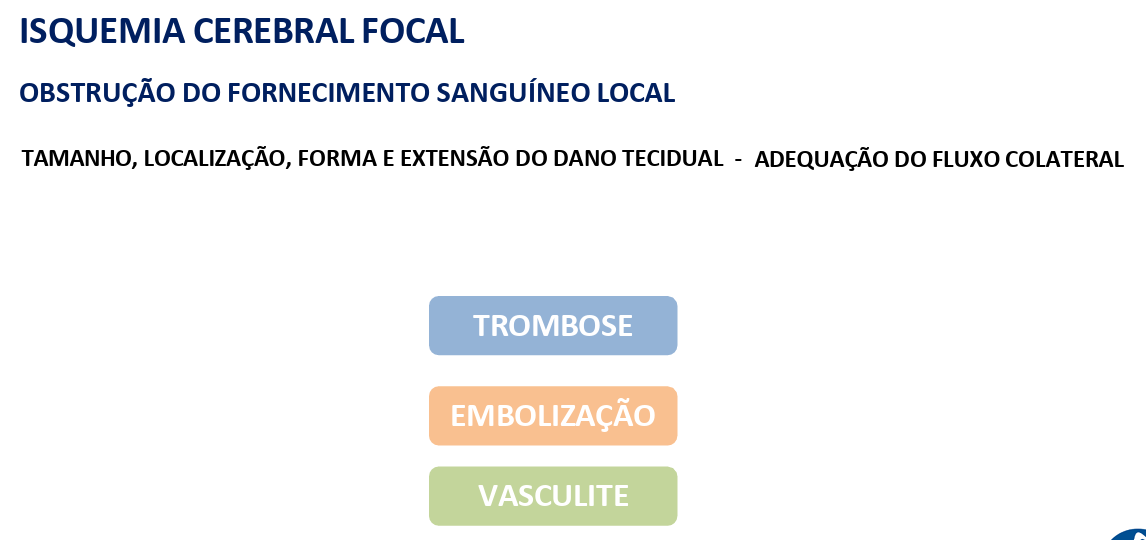 ISQUEMIA CEREBRAL FOCAL
OBSTRUÇÃO DO FORNECIMENTO SANGUÍNEO LOCAL
TAMANHO, LOCALIZAÇÃO, FORMA E EXTENSÃO DO DANO TECIDUAL - ADEQUAÇÃO DO FLUXO COLATERAL
TROMBOSE
EMBOLIZAÇÃO
VASCULITE